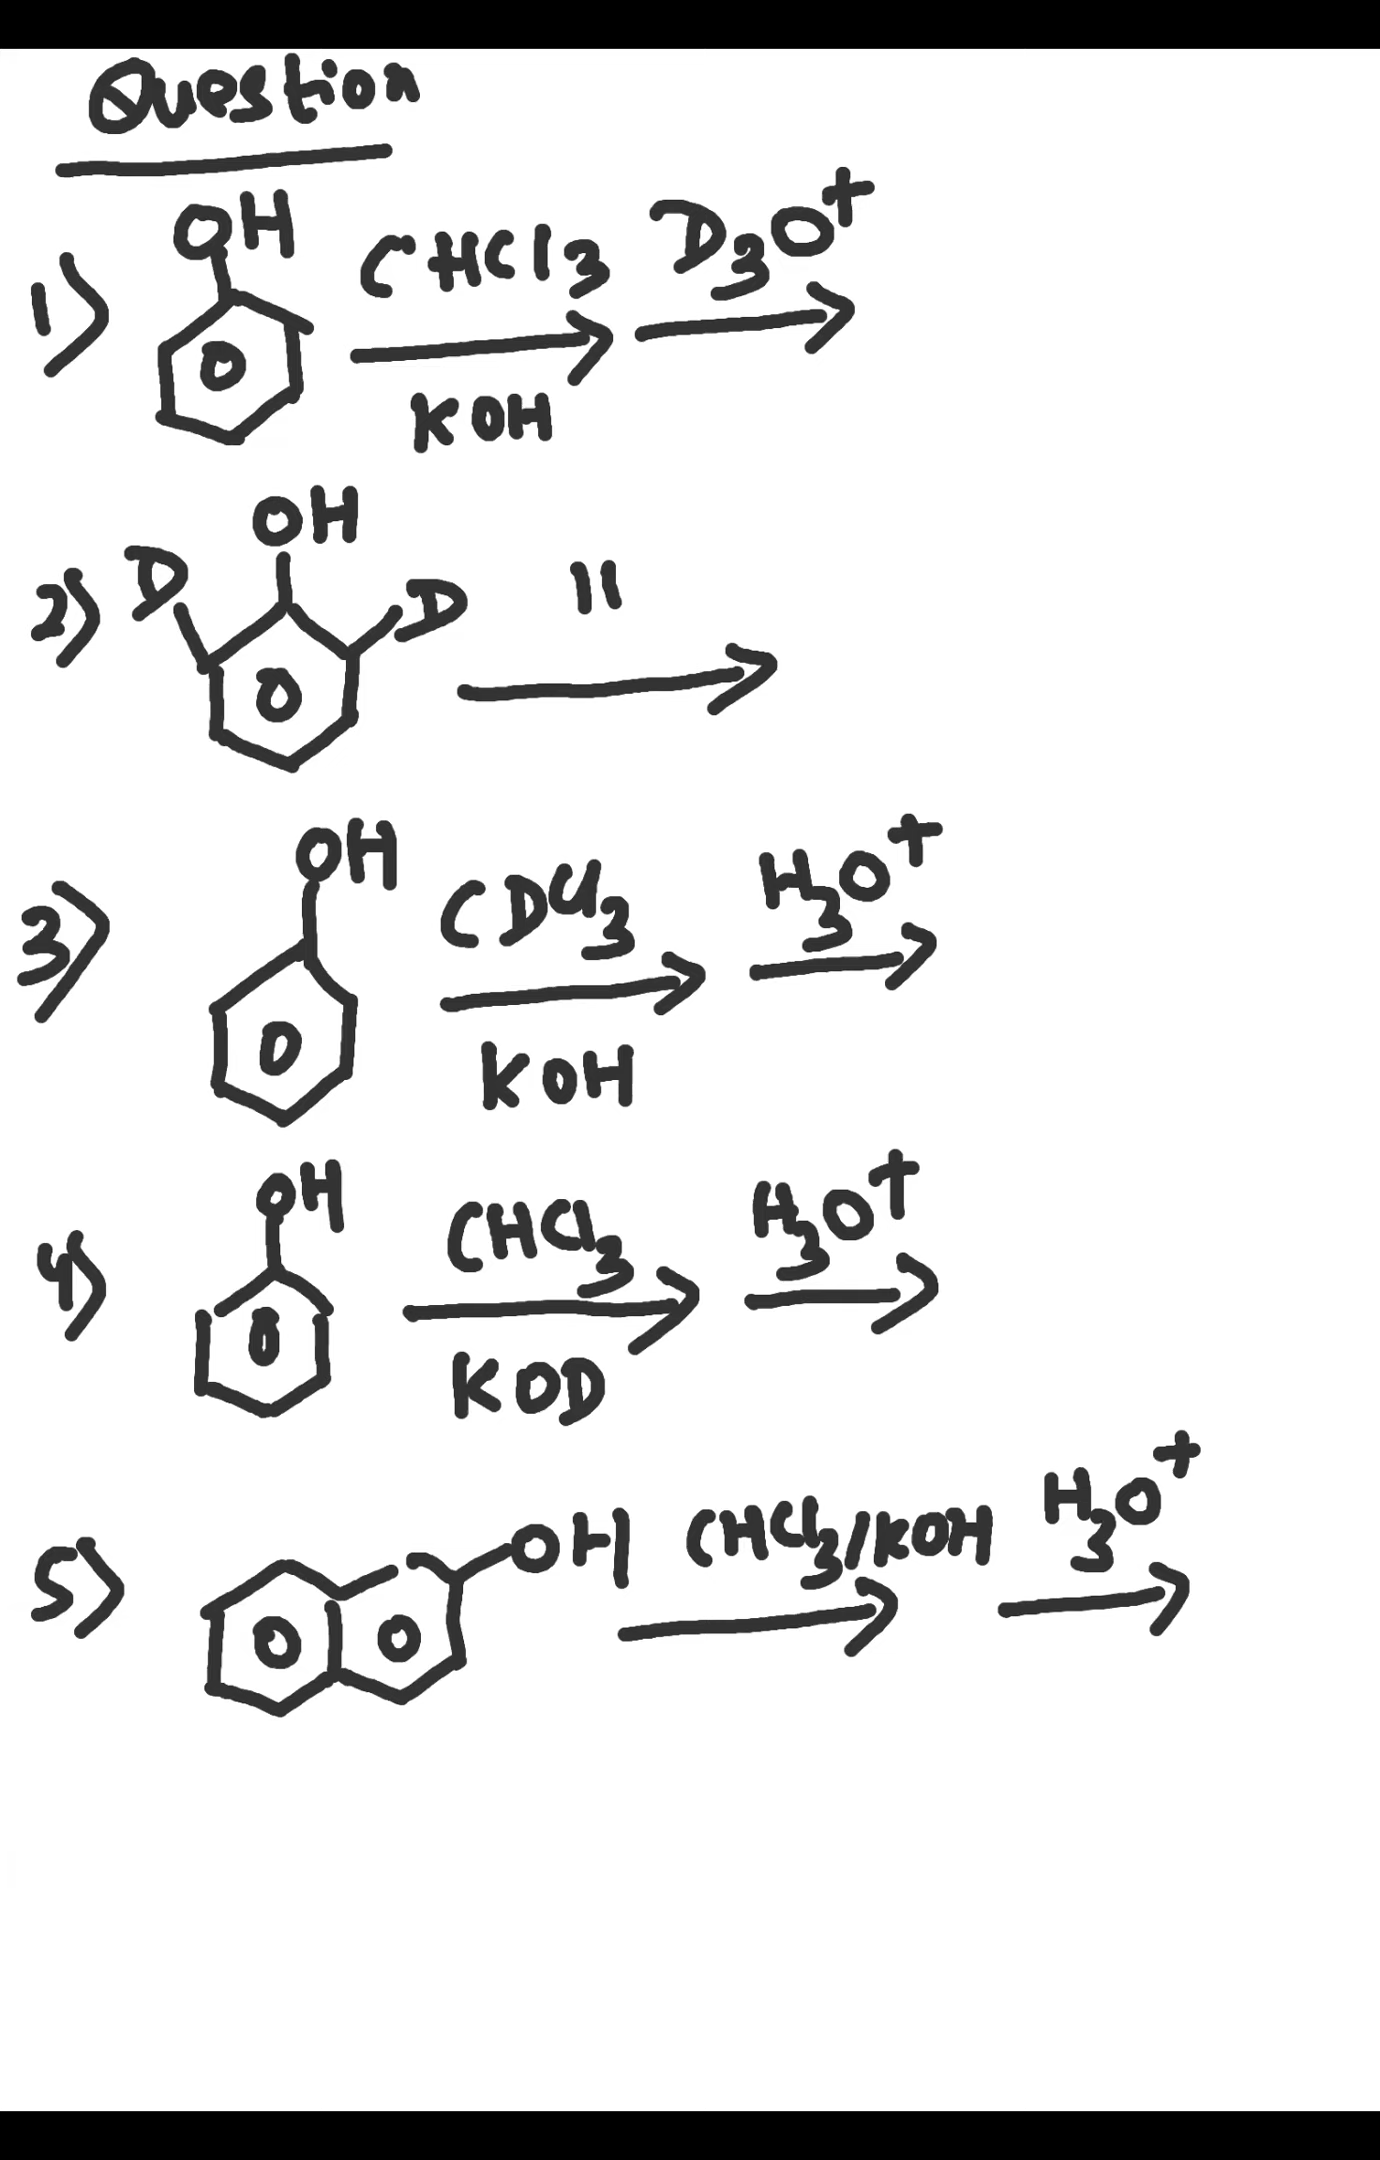 Question
1) OH CHCl3 D3O+
KOH
2) D OH D "
3) OH CDCl3 H3O+
KOH
4) OH CHCl3 H3O+
KOD
5) OH CHCl3/KOH H3O+